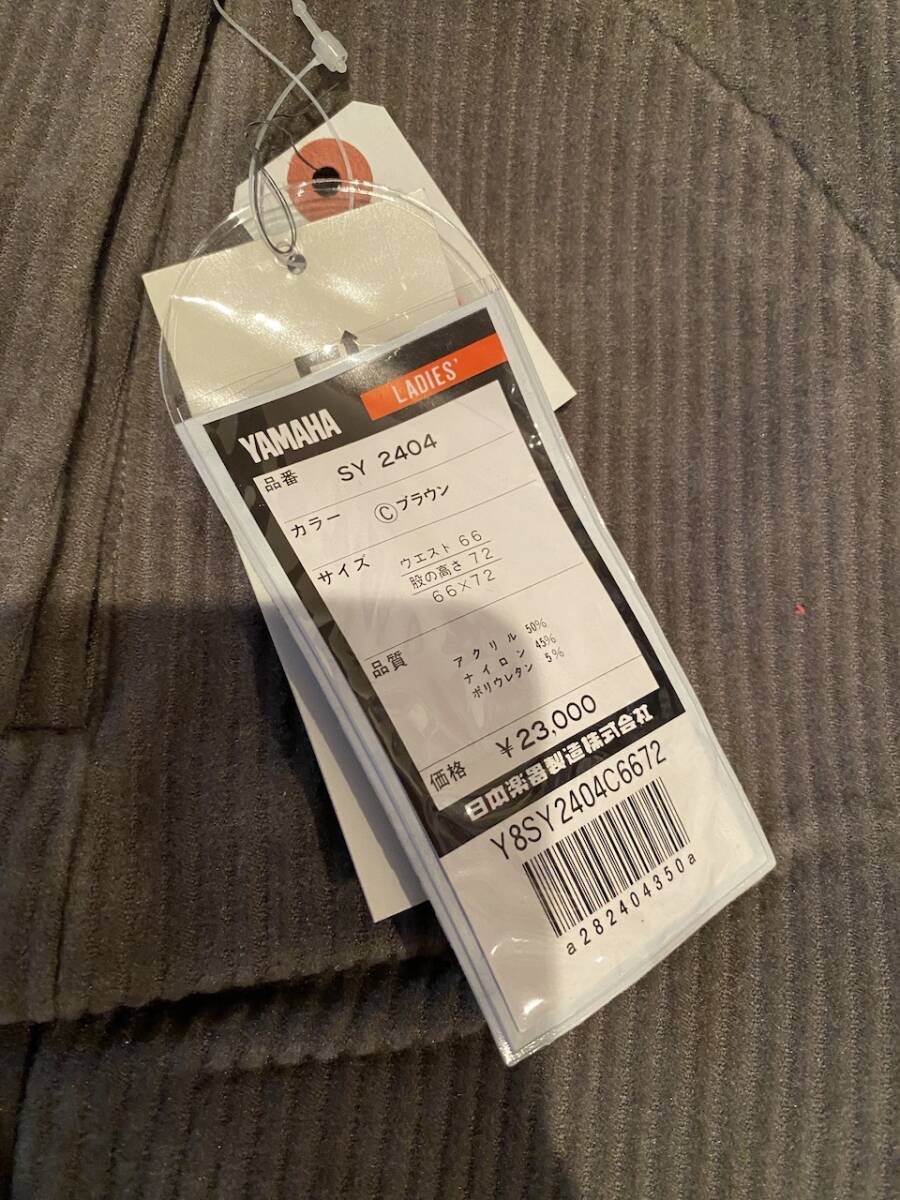 YAMAHA LADIES'
品番 SY 2404
カラー Ⓒブラウン
サイズ ウエスト 66
股の高さ 72
66×72
品質 アクリル 50%
ナイロン 45%
ポリウレタン 5%
価格 ¥23,000
日本楽器製造株式会社
Y8SY2404C6672
a282404350a